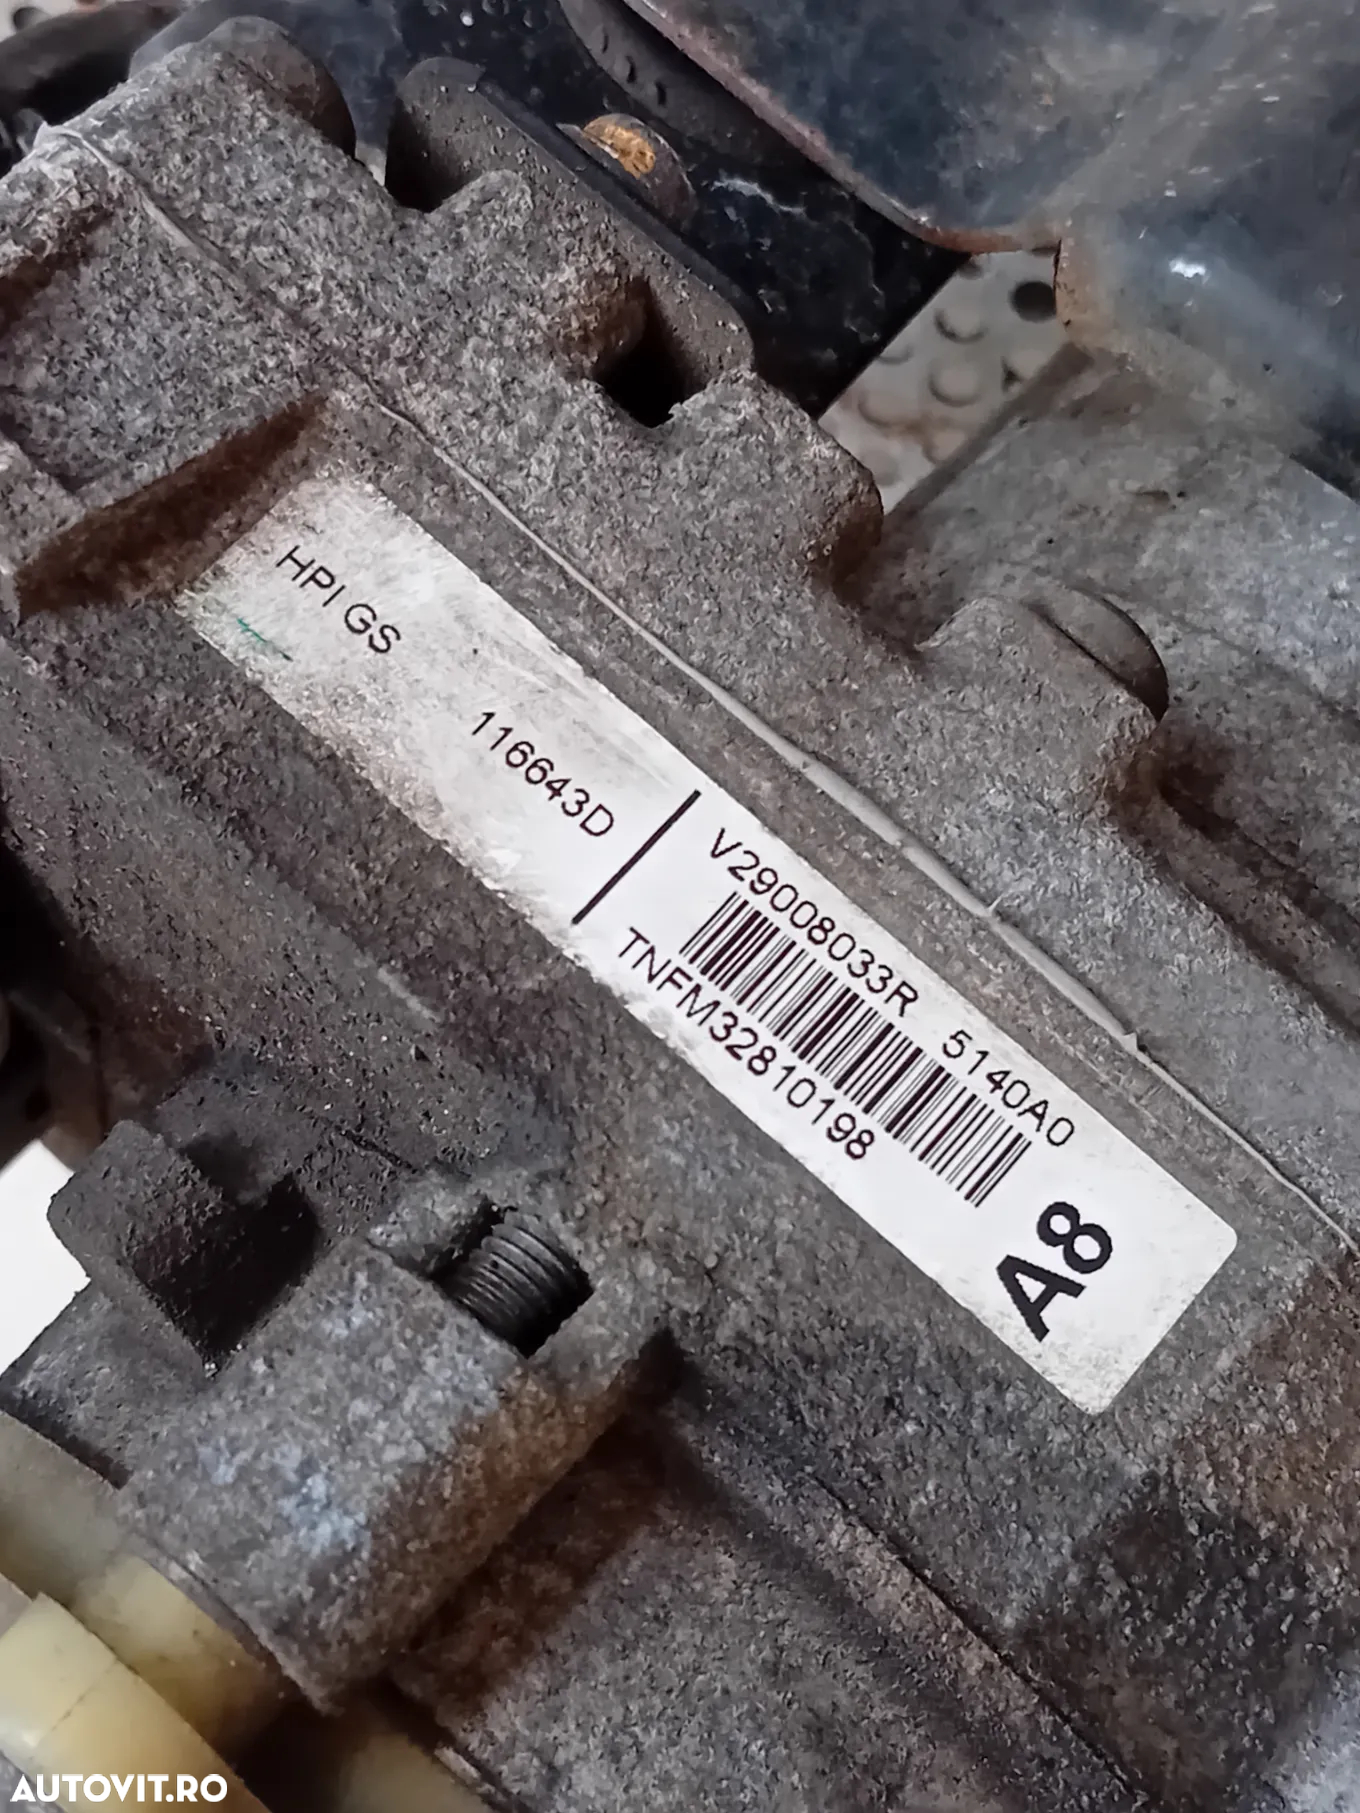 HPI GS
116643D
V29008033R 5140A0
TNFM32810198
A8
AUTOVIT.RO